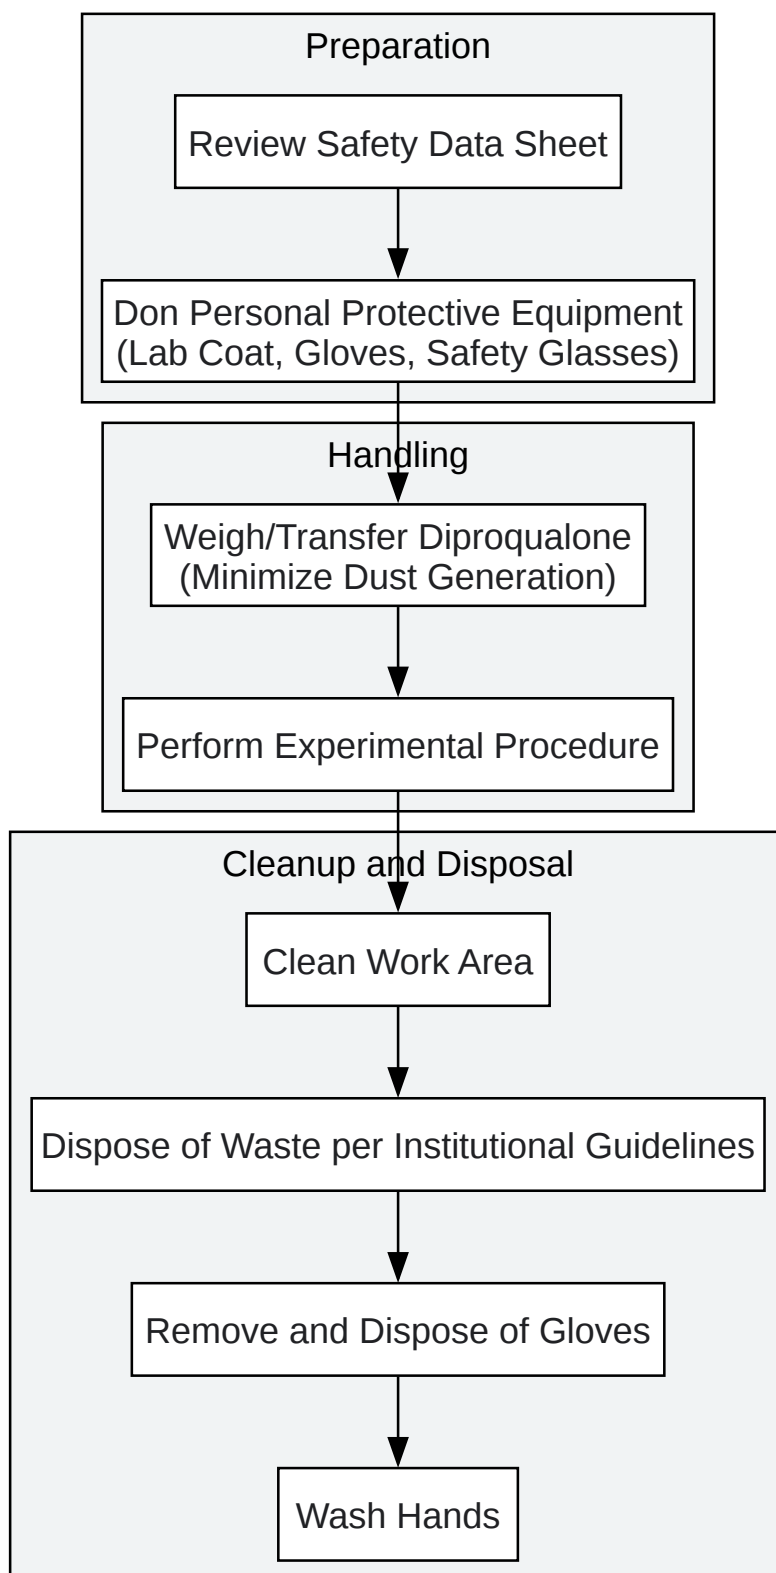 Preparation
Review Safety Data Sheet
Don Personal Protective Equipment
(Lab Coat, Gloves, Safety Glasses)
Handling
Weigh/Transfer Diproqualone
(Minimize Dust Generation)
Perform Experimental Procedure
Cleanup and Disposal
Clean Work Area
Dispose of Waste per Institutional Guidelines
Remove and Dispose of Gloves
Wash Hands